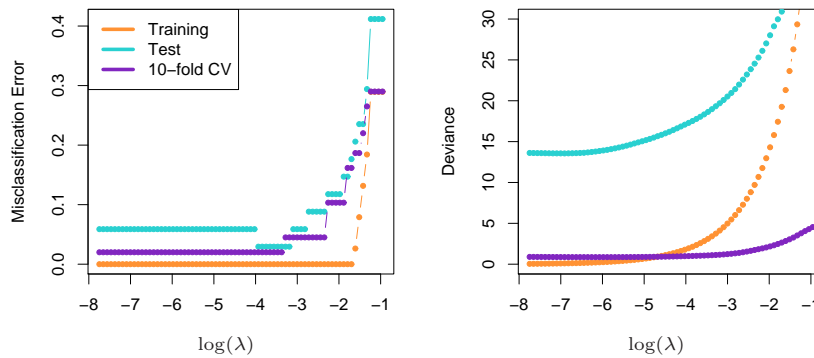 Training
Test
10−fold CV
Misclassification Error
0.0
0.1
0.2
0.3
0.4
−8 −7 −6 −5 −4 −3 −2 −1
log(λ)
Deviance
0
5
10
15
20
25
30
−8 −7 −6 −5 −4 −3 −2 −1
log(λ)